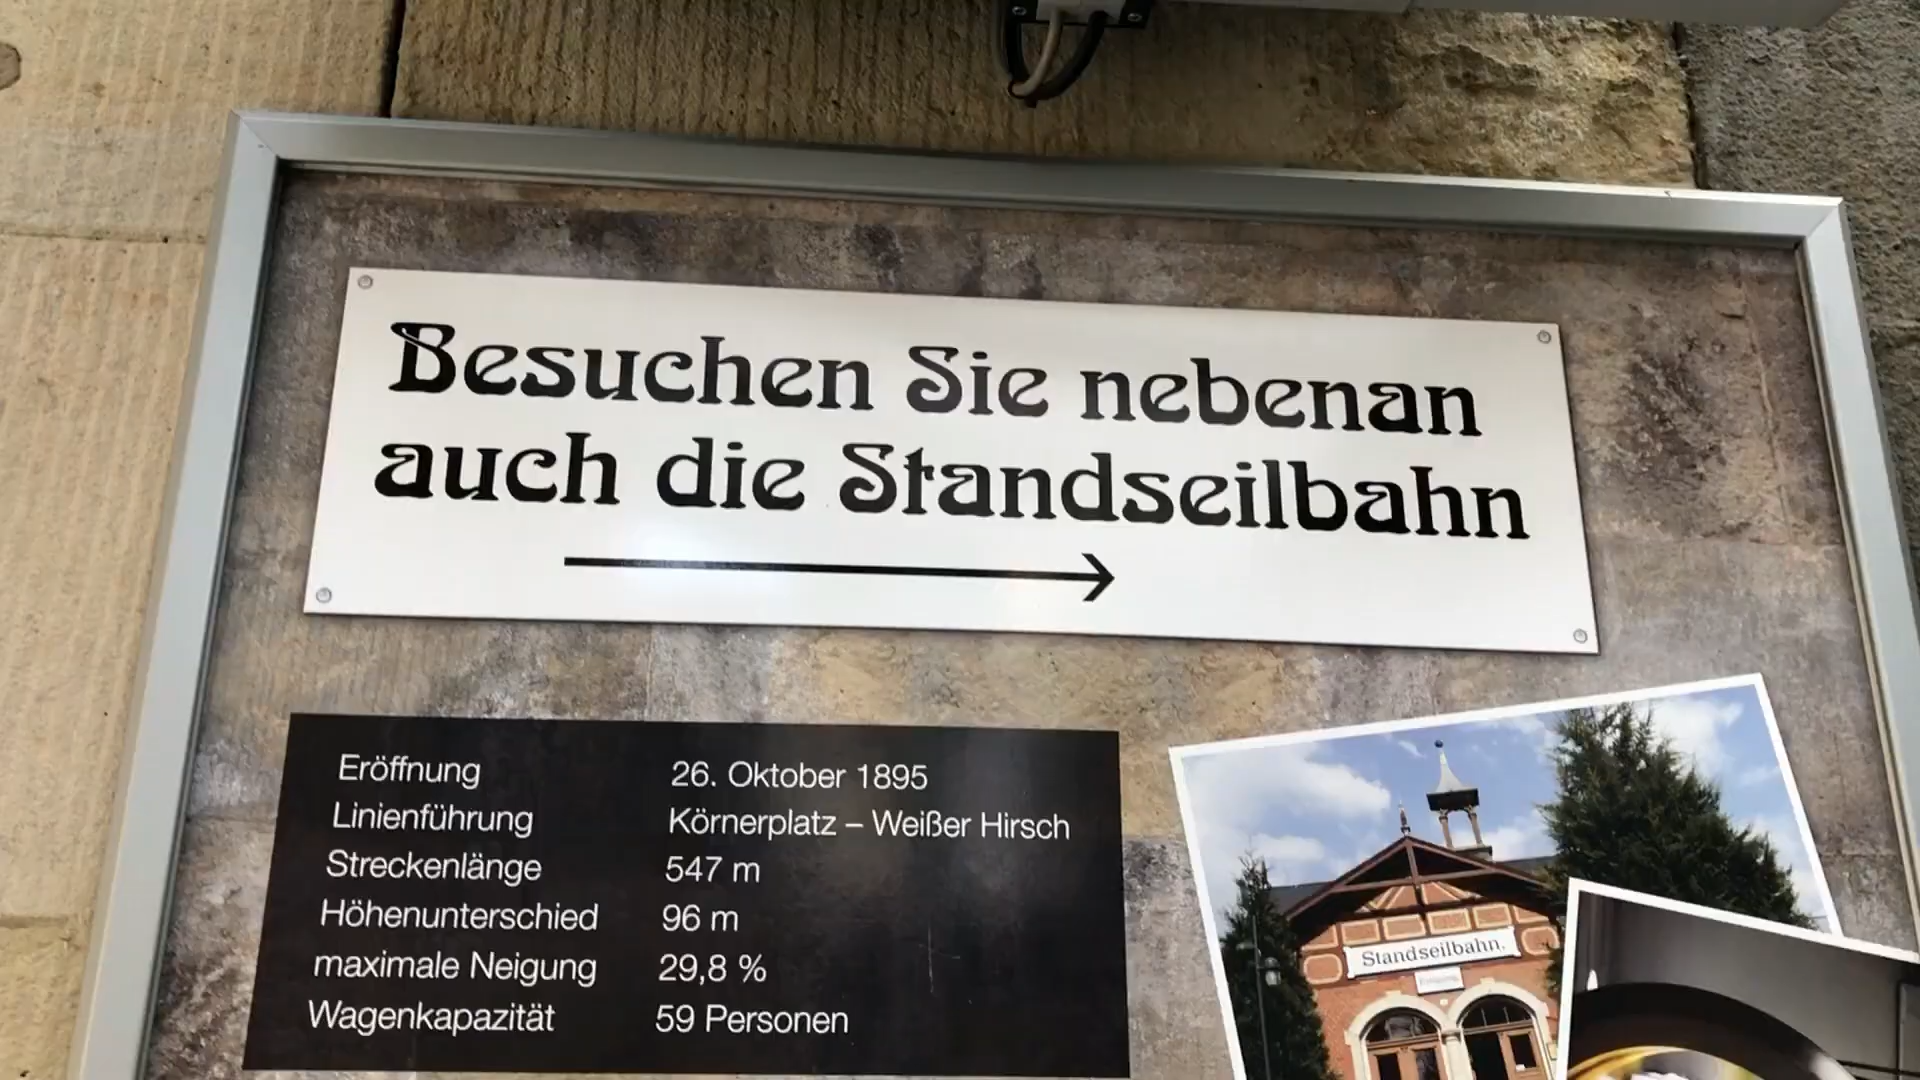 Besuchen Sie nebenan
auch die Standseilbahn
Eröffnung 26. Oktober 1895
Linienführung Körnerplatz – Weißer Hirsch
Streckenlänge 547 m
Höhenunterschied 96 m
maximale Neigung 29,8 %
Wagenkapazität 59 Personen
Standseilbahn.